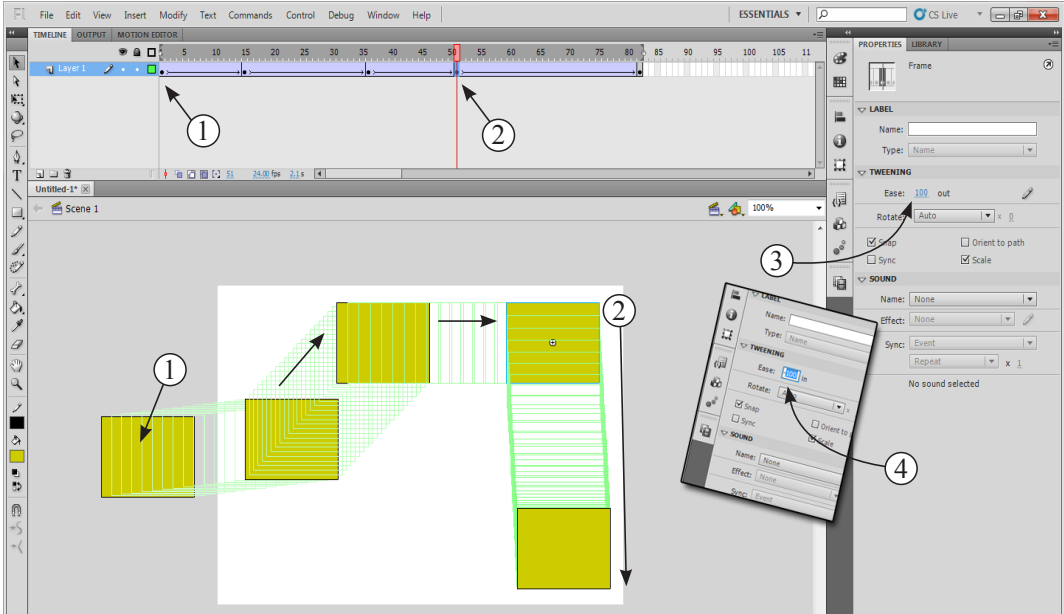 Fl File Edit View Insert Modify Text Commands Control Debug Window Help ESSENTIALS CS Live
TIMELINE OUTPUT MOTION EDITOR
5 10 15 20 25 30 35 40 45 50 55 60 65 70 75 80 85 90 95 100 105 11
Layer 1
1
2
51 24.00 fps 2.1s
Untitled-1*
Scene 1 100%
PROPERTIES LIBRARY
Frame
LABEL
Name:
Type: Name
TWEENING
Ease: 100 out
Rotate: Auto x 0
Snap Orient to path
Sync Scale
SOUND
Name: None
Effect: None
Sync: Event
Repeat x 1
No sound selected
3
1
2
LABEL
Name:
Type: Name
TWEENING
Ease: -100 in
Rotate:
Snap
Sync Orient to
Scale
SOUND
Name: None
Effect: None
Sync: Event
4
T